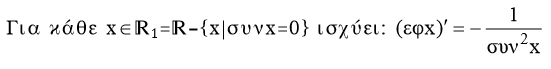 Για κάθε x∈ℝ₁=ℝ-{x|συνx=0} ισχύει: (εφx)′ = - 1/συν²x